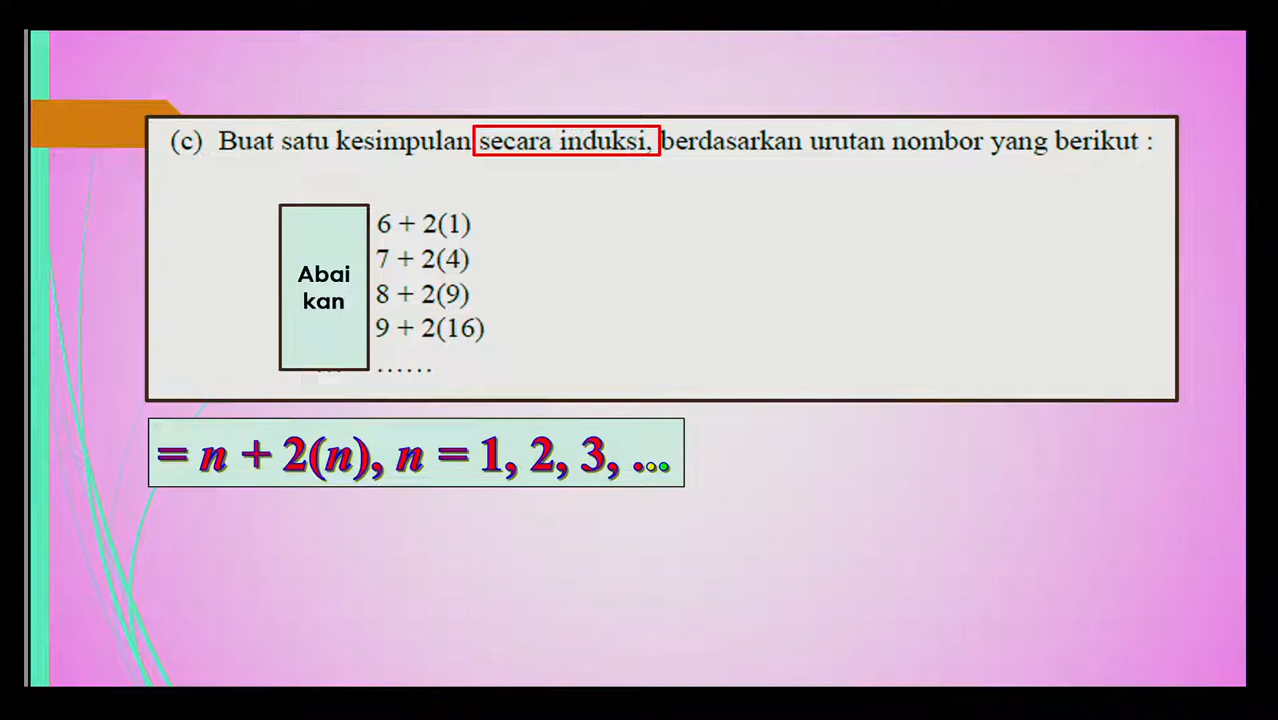 (c) Buat satu kesimpulan secara induksi, berdasarkan urutan nombor yang berikut :
6 + 2(1)
Abai
kan
7 + 2(4)
8 + 2(9)
9 + 2(16)
... ......
= n + 2(n), n = 1, 2, 3, ...